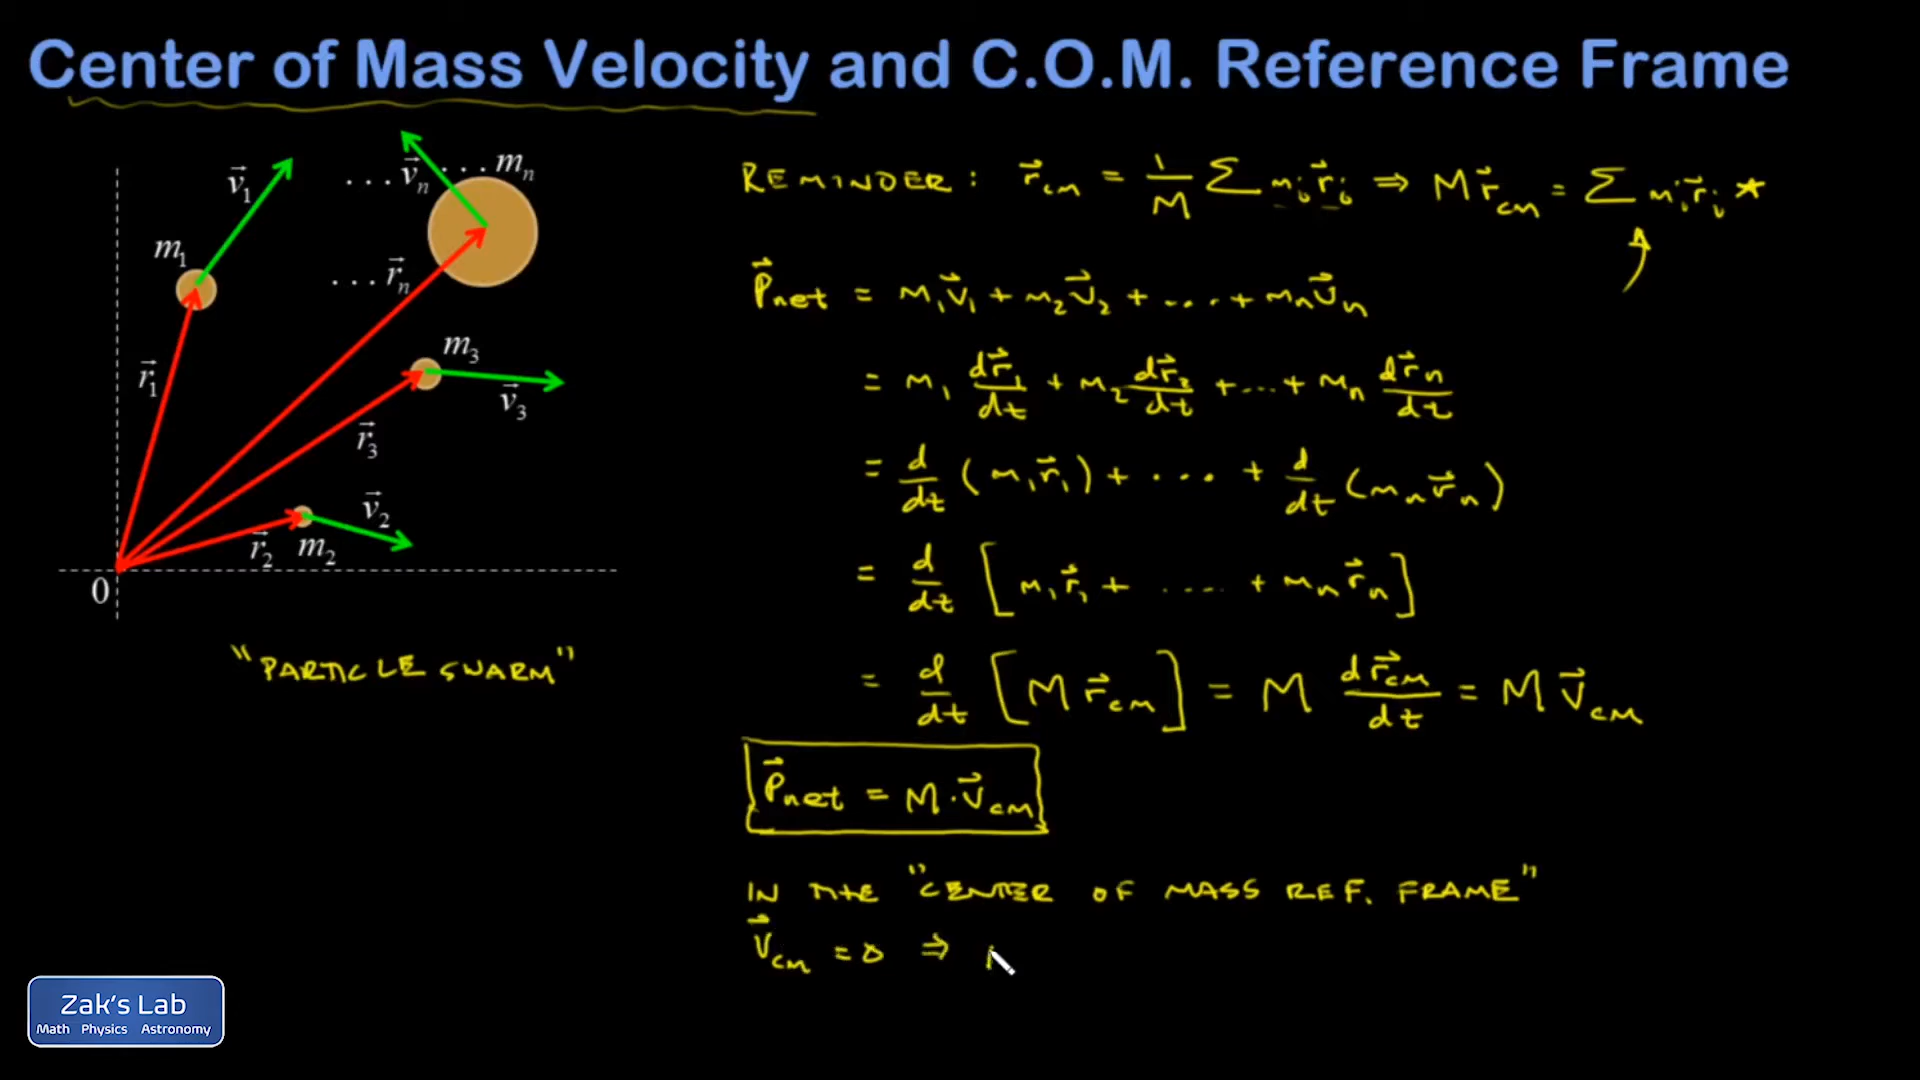 Center of Mass Velocity and C.O.M. Reference Frame
v⃗₁
m₁
...v⃗ₙ...mₙ
...r⃗ₙ
r⃗₁
m₃
v⃗₃
r⃗₃
v⃗₂
r⃗₂ m₂
0
"PARTICLE SWARM"
REMINDER: r⃗cm = 1/M Σ mᵢr⃗ᵢ ⇒ M r⃗cm = Σ mᵢr⃗ᵢ ★
P⃗net = m₁v⃗₁ + m₂v⃗₂ + .... + mₙv⃗ₙ
= m₁ dr⃗₁/dt + m₂ dr⃗₂/dt + ... + mₙ dr⃗ₙ/dt
= d/dt (m₁r⃗₁) + ... + d/dt (mₙr⃗ₙ)
= d/dt [m₁r⃗₁ + .... + mₙr⃗ₙ]
= d/dt [M r⃗cm] = M dr⃗cm/dt = M v⃗cm
P⃗net = M · v⃗cm
IN THE "CENTER OF MASS REF. FRAME"
v⃗cm = 0 ⇒
Zak's Lab
Math Physics Astronomy